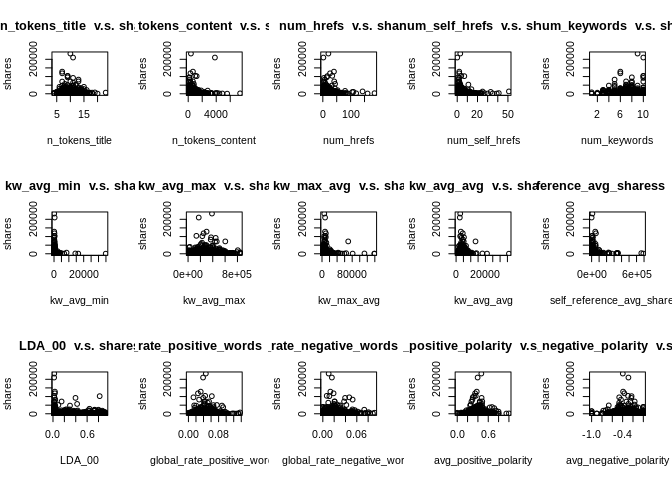 n_tokens_title v.s. sha
tokens_content v.s. s
num_hrefs v.s. shar
num_self_hrefs v.s. sh
num_keywords v.s. sh
shares
0 200000
5 15
n_tokens_title
shares
0 200000
0 4000
n_tokens_content
shares
0 200000
0 100
num_hrefs
shares
0 200000
0 20 50
num_self_hrefs
shares
0 200000
2 6 10
num_keywords
kw_avg_min v.s. shar
kw_avg_max v.s. sha
kw_max_avg v.s. sha
kw_avg_avg v.s. shar
ference_avg_sharess
shares
0 200000
0 20000
kw_avg_min
shares
0 200000
0e+00 8e+05
kw_avg_max
shares
0 200000
0 80000
kw_max_avg
shares
0 200000
0 20000
kw_avg_avg
shares
0 200000
0e+00 6e+05
self_reference_avg_share
LDA_00 v.s. shares
rate_positive_words
rate_negative_words
_positive_polarity v.s
_negative_polarity v.s
shares
0 200000
0.0 0.6
LDA_00
shares
0 200000
0.00 0.08
global_rate_positive_wor
shares
0 200000
0.00 0.06
global_rate_negative_wor
shares
0 200000
0.0 0.6
avg_positive_polarity
shares
0 200000
-1.0 -0.4
avg_negative_polarity